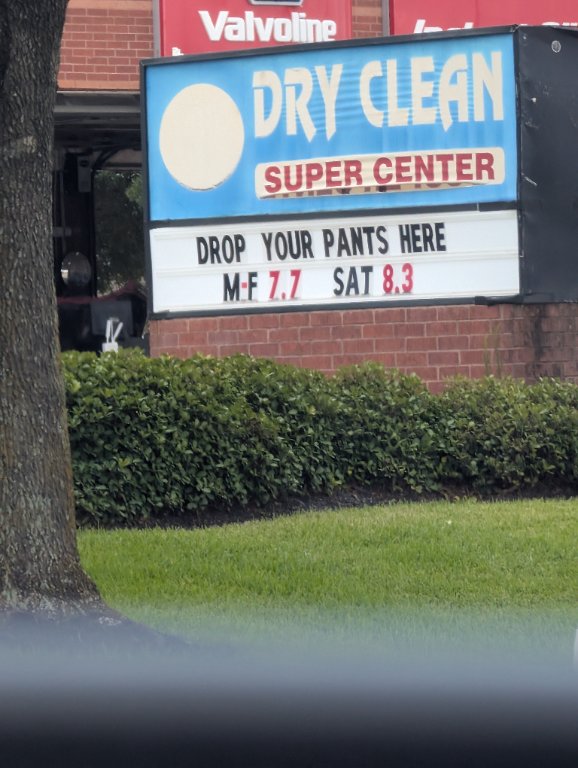 Valvoline
DRY CLEAN
SUPER CENTER
DROP YOUR PANTS HERE
M-F 7.7 SAT 8.3